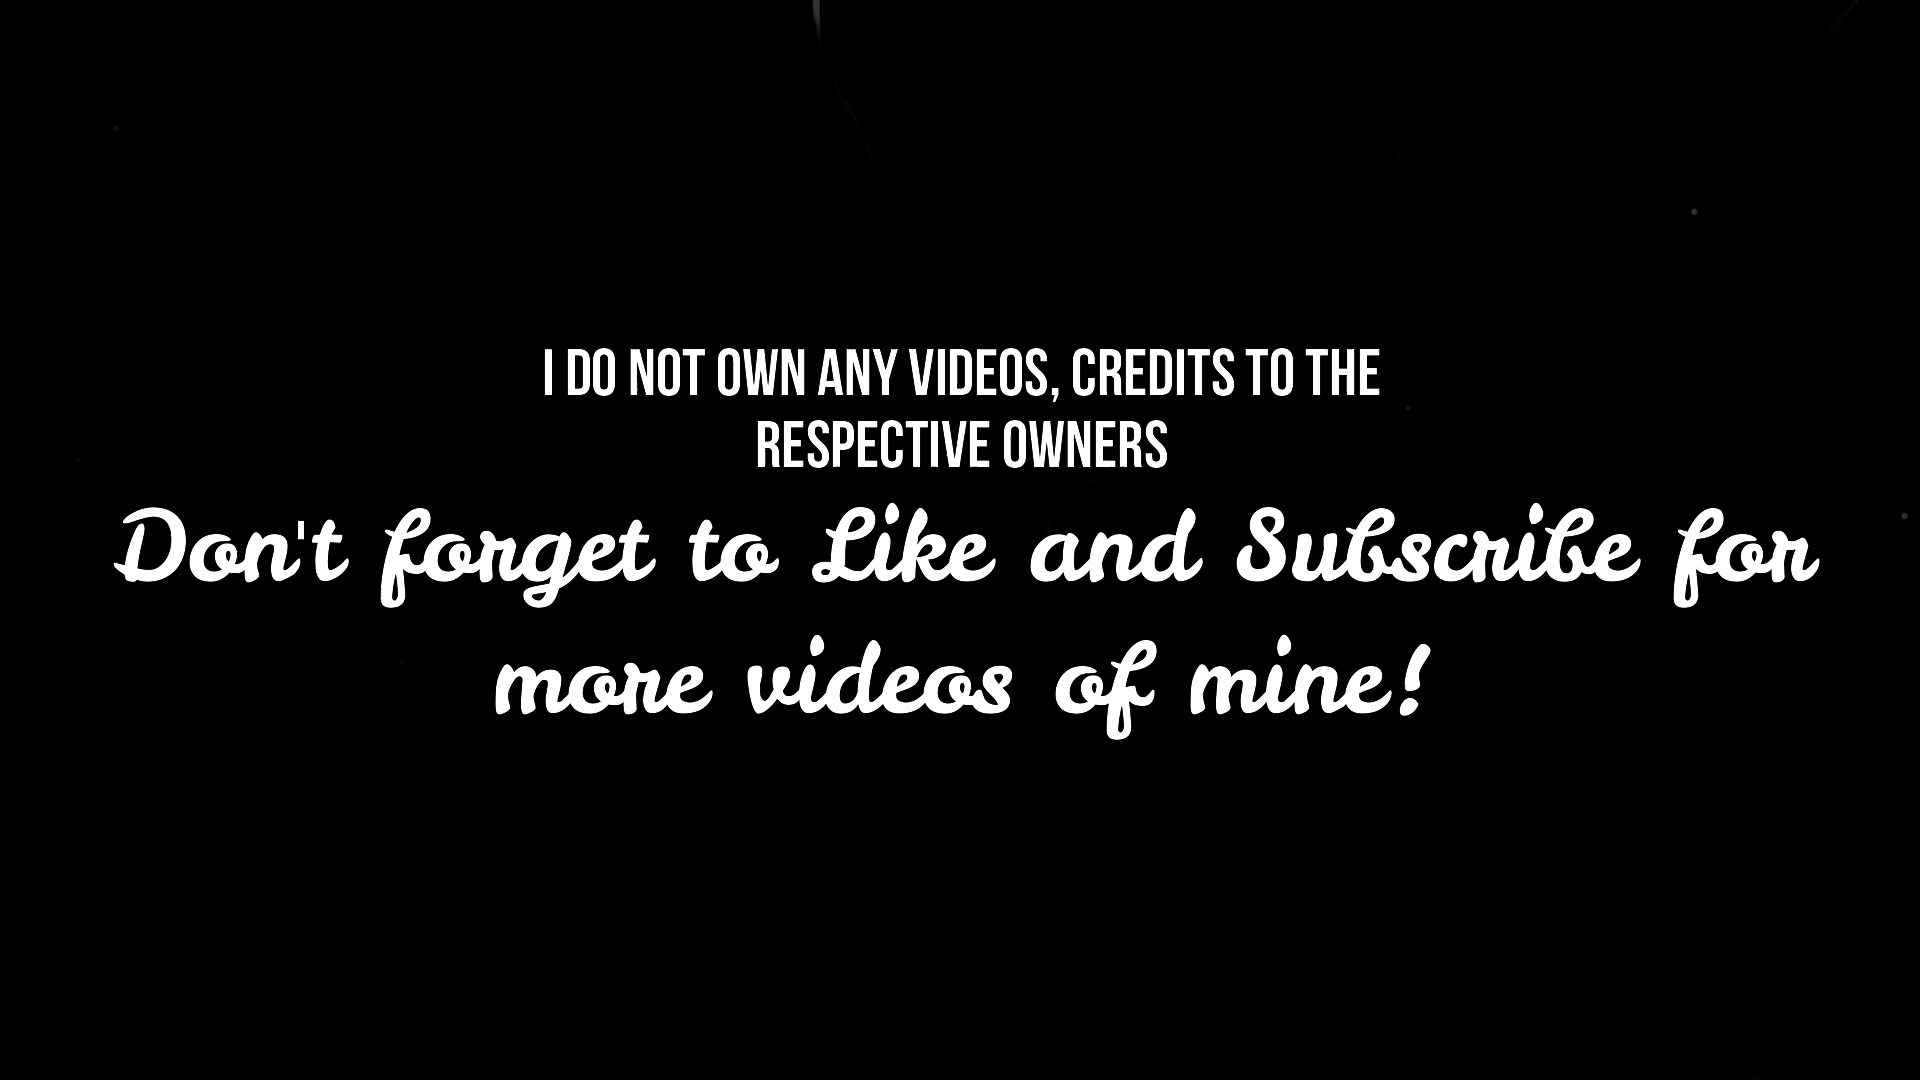 I DO NOT OWN ANY VIDEOS, CREDITS TO THE
RESPECTIVE OWNERS
Don't forget to Like and Subscribe for
more videos of mine!